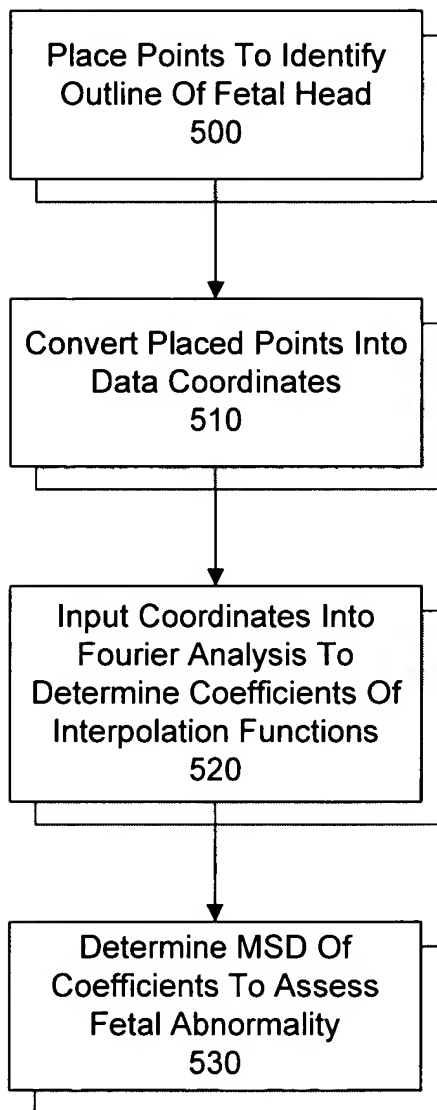 Place Points To Identify
Outline Of Fetal Head
500
Convert Placed Points Into
Data Coordinates
510
Input Coordinates Into
Fourier Analysis To
Determine Coefficients Of
Interpolation Functions
520
Determine MSD Of
Coefficients To Assess
Fetal Abnormality
530